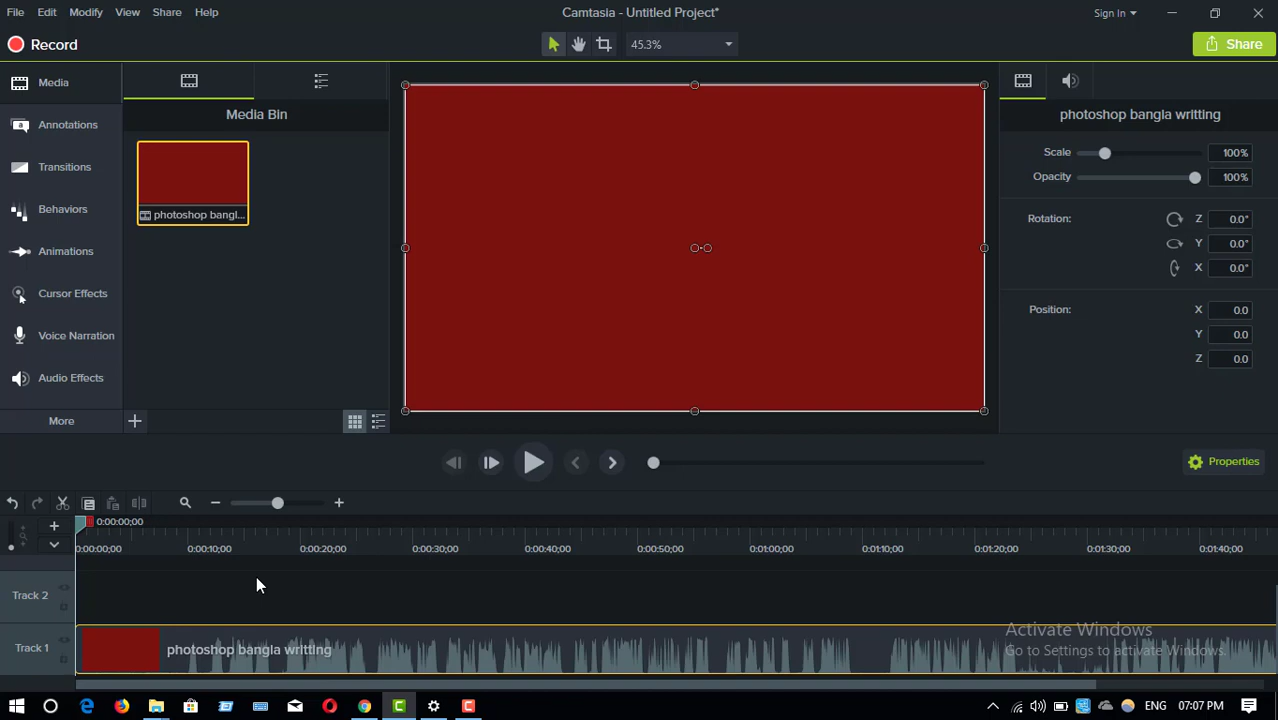 File Edit Modify View Share Help Camtasia - Untitled Project* Sign In
Record 45.3% Share
Media
Annotations
Transitions
Behaviors
Animations
Cursor Effects
Voice Narration
Audio Effects
More
Media Bin
photoshop bangl...
photoshop bangla writting
Scale 100%
Opacity 100%
Rotation: Z 0.0°
Y 0.0°
X 0.0°
Position: X 0.0
Y 0.0
Z 0.0
Properties
0:00:00;00
0:00:00;00 0:00:10;00 0:00:20;00 0:00:30;00 0:00:40;00 0:00:50;00 0:01:00;00 0:01:10;00 0:01:20;00 0:01:30;00 0:01:40;00
Track 2
Track 1 photoshop bangla writting
Activate Windows
Go to Settings to activate Windows.
ENG 07:07 PM